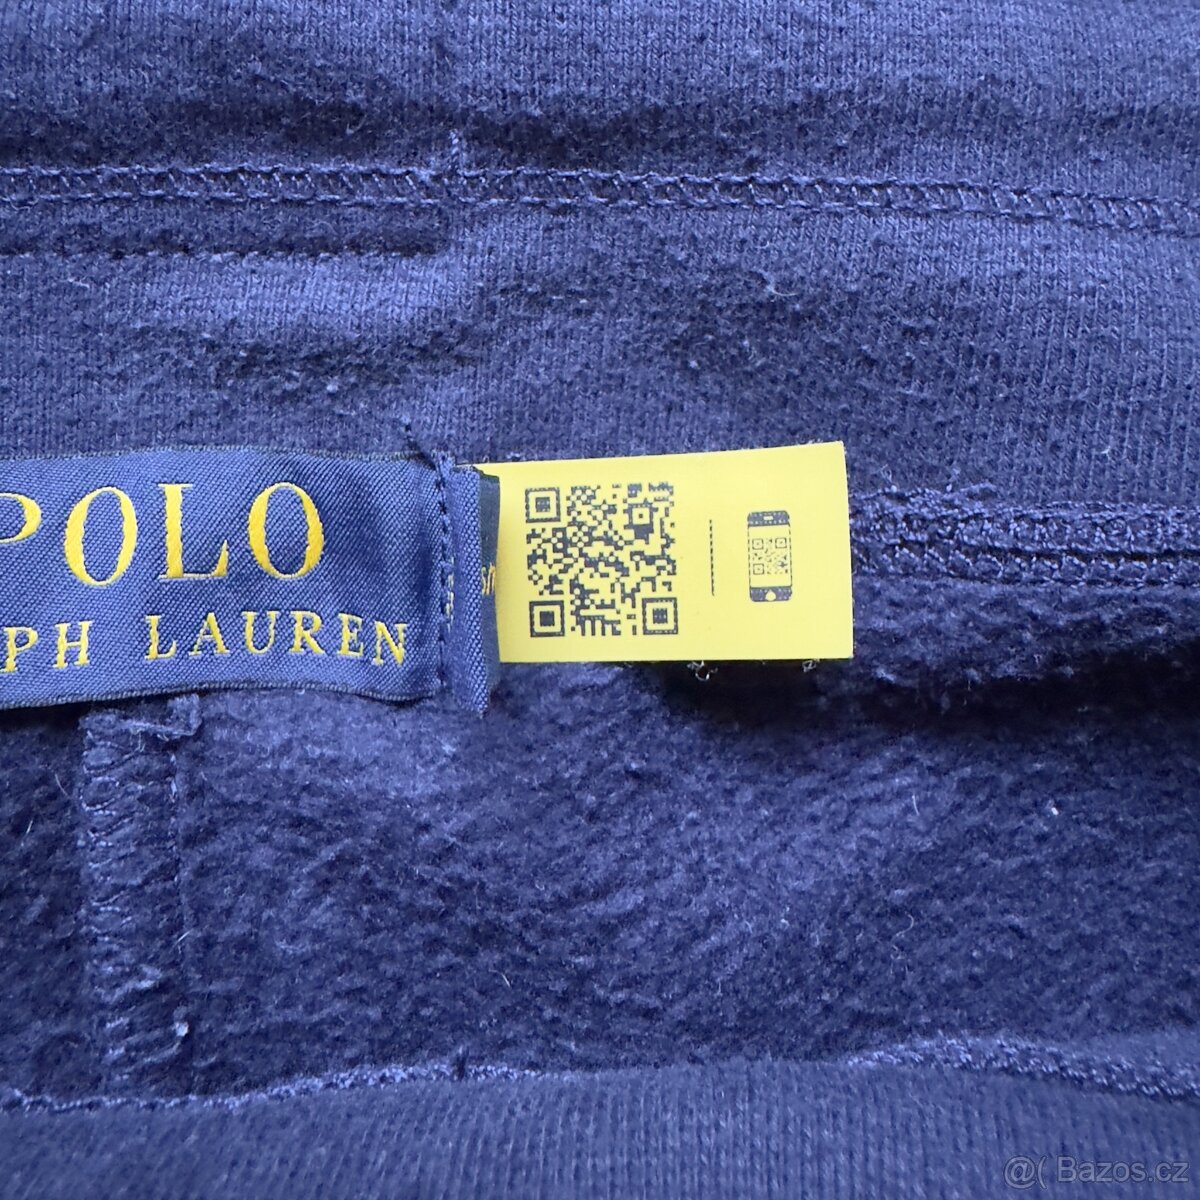 POLO
PH LAUREN
@( Bazos.cz